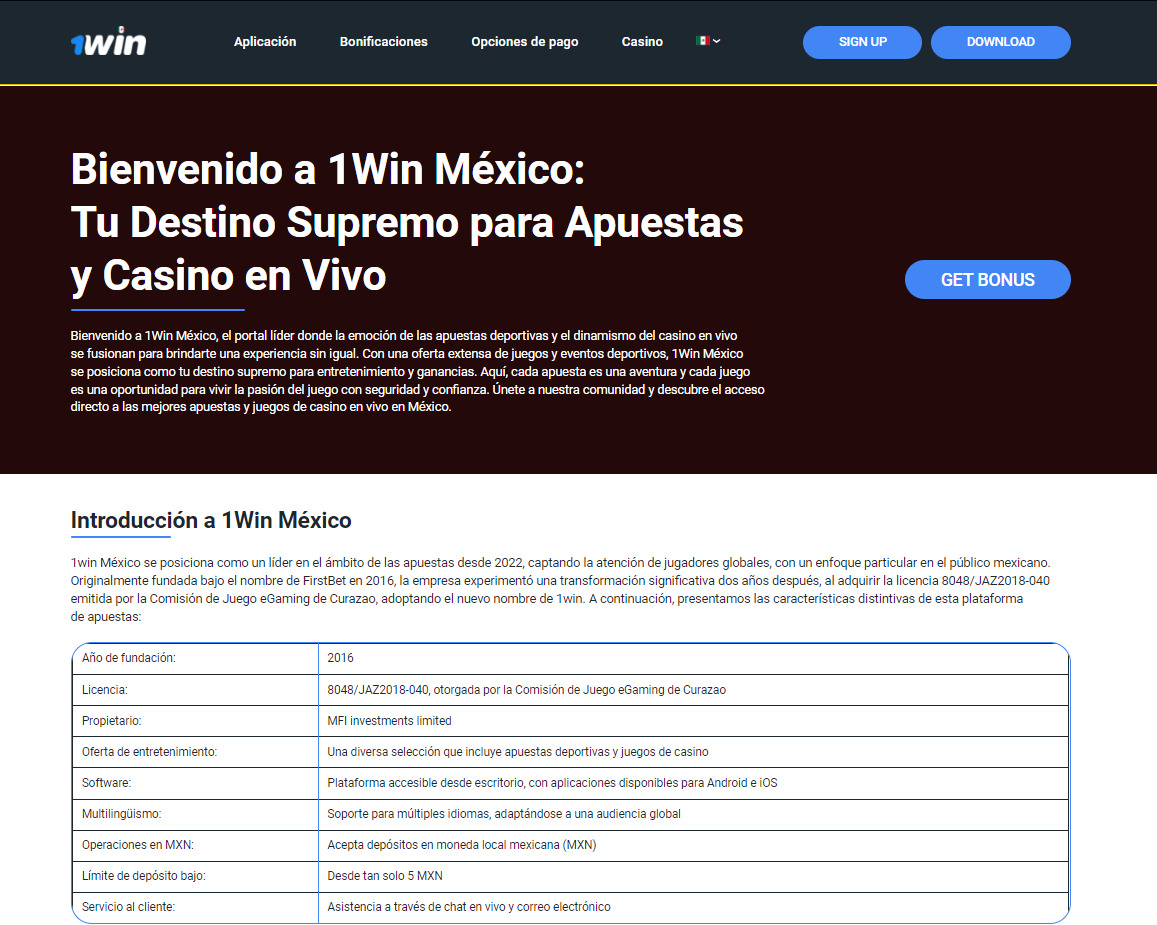 1win
Aplicación
Bonificaciones
Opciones de pago
Casino
SIGN UP
DOWNLOAD
Bienvenido a 1Win México:
Tu Destino Supremo para Apuestas
y Casino en Vivo
GET BONUS
Bienvenido a 1Win México, el portal líder donde la emoción de las apuestas deportivas y el dinamismo del casino en vivo
se fusionan para brindarte una experiencia sin igual. Con una oferta extensa de juegos y eventos deportivos, 1Win México
se posiciona como tu destino supremo para entretenimiento y ganancias. Aquí, cada apuesta es una aventura y cada juego
es una oportunidad para vivir la pasión del juego con seguridad y confianza. Únete a nuestra comunidad y descubre el acceso
directo a las mejores apuestas y juegos de casino en vivo en México.
Introducción a 1Win México
1win México se posiciona como un líder en el ámbito de las apuestas desde 2022, captando la atención de jugadores globales, con un enfoque particular en el público mexicano.
Originalmente fundada bajo el nombre de FirstBet en 2016, la empresa experimentó una transformación significativa dos años después, al adquirir la licencia 8048/JAZ2018-040
emitida por la Comisión de Juego eGaming de Curazao, adoptando el nuevo nombre de 1win. A continuación, presentamos las características distintivas de esta plataforma
de apuestas:
Año de fundación: 2016
Licencia: 8048/JAZ2018-040, otorgada por la Comisión de Juego eGaming de Curazao
Propietario: MFI investments limited
Oferta de entretenimiento: Una diversa selección que incluye apuestas deportivas y juegos de casino
Software: Plataforma accesible desde escritorio, con aplicaciones disponibles para Android e iOS
Multilingüismo: Soporte para múltiples idiomas, adaptándose a una audiencia global
Operaciones en MXN: Acepta depósitos en moneda local mexicana (MXN)
Límite de depósito bajo: Desde tan solo 5 MXN
Servicio al cliente: Asistencia a través de chat en vivo y correo electrónico